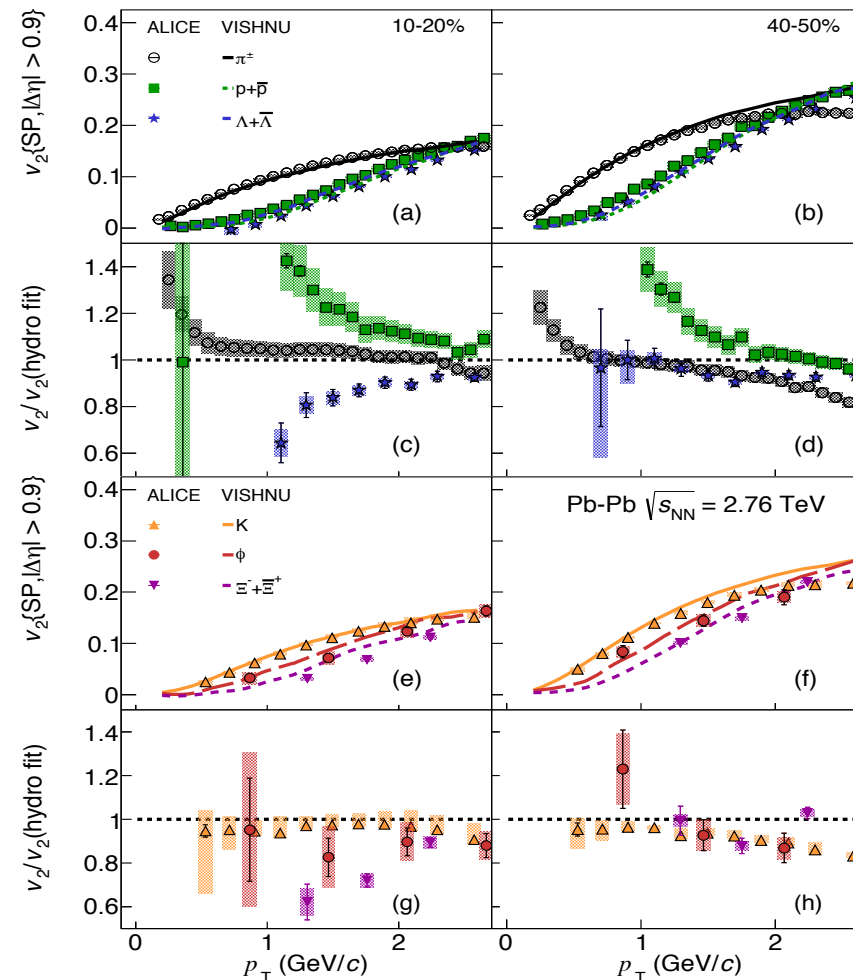 ALICE VISHNU 10-20%
π±
p+p̅
Λ+Λ̅
v2{SP,|Δη| > 0.9}
0.4
0.3
0.2
0.1
0
(a)
40-50%
(b)
v2/v2(hydro fit)
1.4
1.2
1
0.8
0.6
(c)
(d)
v2{SP,|Δη| > 0.9}
0.4
0.3
0.2
0.1
0
ALICE VISHNU
K
ϕ
Ξ⁻+Ξ̅⁺
(e)
Pb-Pb √sNN = 2.76 TeV
(f)
v2/v2(hydro fit)
1.4
1.2
1
0.8
0.6
(g)
(h)
0 1 2
pT (GeV/c)
0 1 2
pT (GeV/c)